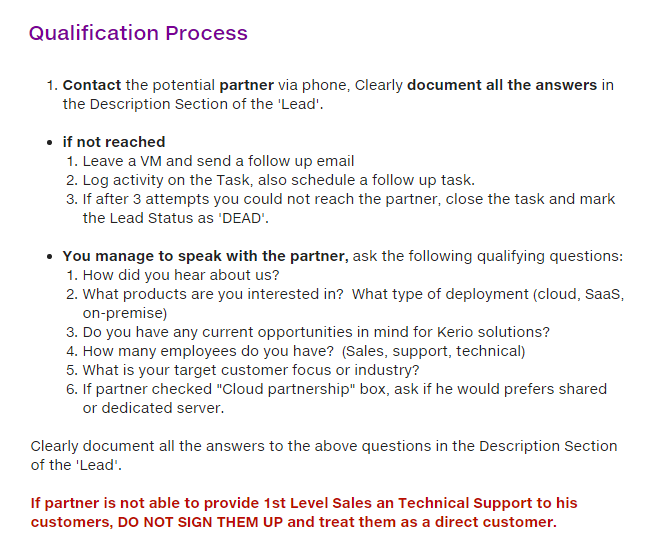 Qualification Process
1. Contact the potential partner via phone, Clearly document all the answers in
the Description Section of the 'Lead'.
• if not reached
1. Leave a VM and send a follow up email
2. Log activity on the Task, also schedule a follow up task.
3. If after 3 attempts you could not reach the partner, close the task and mark
the Lead Status as 'DEAD'.
• You manage to speak with the partner, ask the following qualifying questions:
1. How did you hear about us?
2. What products are you interested in?  What type of deployment (cloud, SaaS,
on-premise)
3. Do you have any current opportunities in mind for Kerio solutions?
4. How many employees do you have?  (Sales, support, technical)
5. What is your target customer focus or industry?
6. If partner checked "Cloud partnership" box, ask if he would prefers shared
or dedicated server.
Clearly document all the answers to the above questions in the Description Section
of the 'Lead'.
If partner is not able to provide 1st Level Sales an Technical Support to his
customers, DO NOT SIGN THEM UP and treat them as a direct customer.